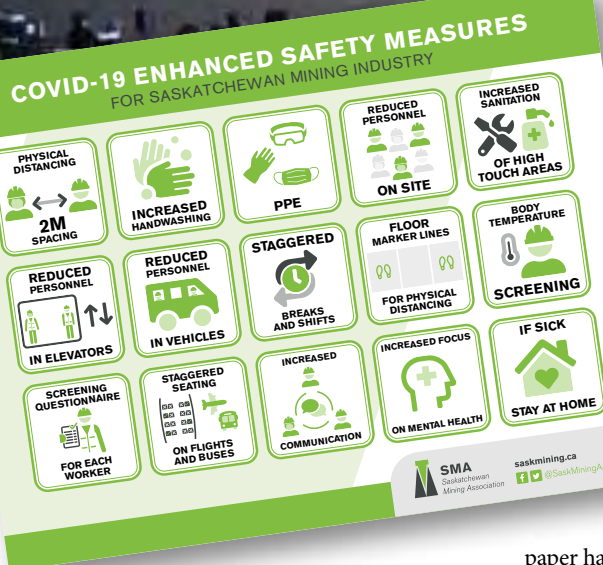 COVID-19 ENHANCED SAFETY MEASURES
FOR SASKATCHEWAN MINING INDUSTRY
PHYSICAL
DISTANCING
2M
SPACING
INCREASED
HANDWASHING
PPE
REDUCED
PERSONNEL
ON SITE
INCREASED
SANITATION
OF HIGH
TOUCH AREAS
REDUCED
PERSONNEL
IN ELEVATORS
REDUCED
PERSONNEL
IN VEHICLES
STAGGERED
BREAKS
AND SHIFTS
FLOOR
MARKER LINES
FOR PHYSICAL
DISTANCING
BODY
TEMPERATURE
SCREENING
SCREENING
QUESTIONNAIRE
FOR EACH
WORKER
STAGGERED
SEATING
ON FLIGHTS
AND BUSES
INCREASED
COMMUNICATION
INCREASED FOCUS
ON MENTAL HEALTH
IF SICK
STAY AT HOME
SMA
Saskatchewan
Mining Association
saskmining.ca
@SaskMiningA
paper ha